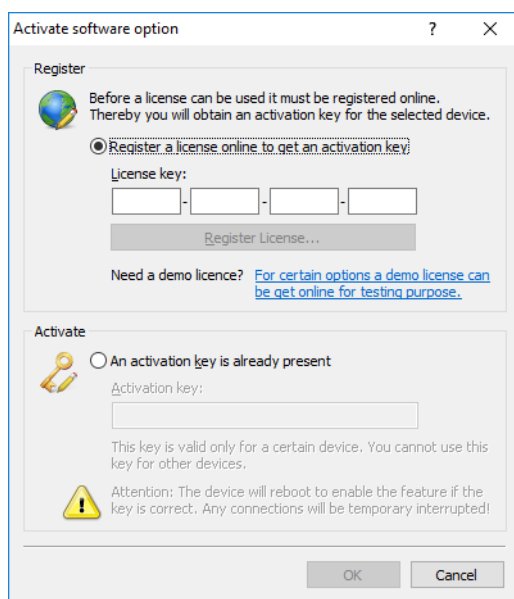 Activate software option
?
Register
Before a license can be used it must be registered online.
Thereby you will obtain an activation key for the selected device.
Register a license online to get an activation key
License key:
- - -
Register License...
Need a demo licence? For certain options a demo license can
be get online for testing purpose.
Activate
An activation key is already present
Activation key:
This key is valid only for a certain device. You cannot use this
key for other devices.
Attention: The device will reboot to enable the feature if the
key is correct. Any connections will be temporary interrupted!
OK Cancel